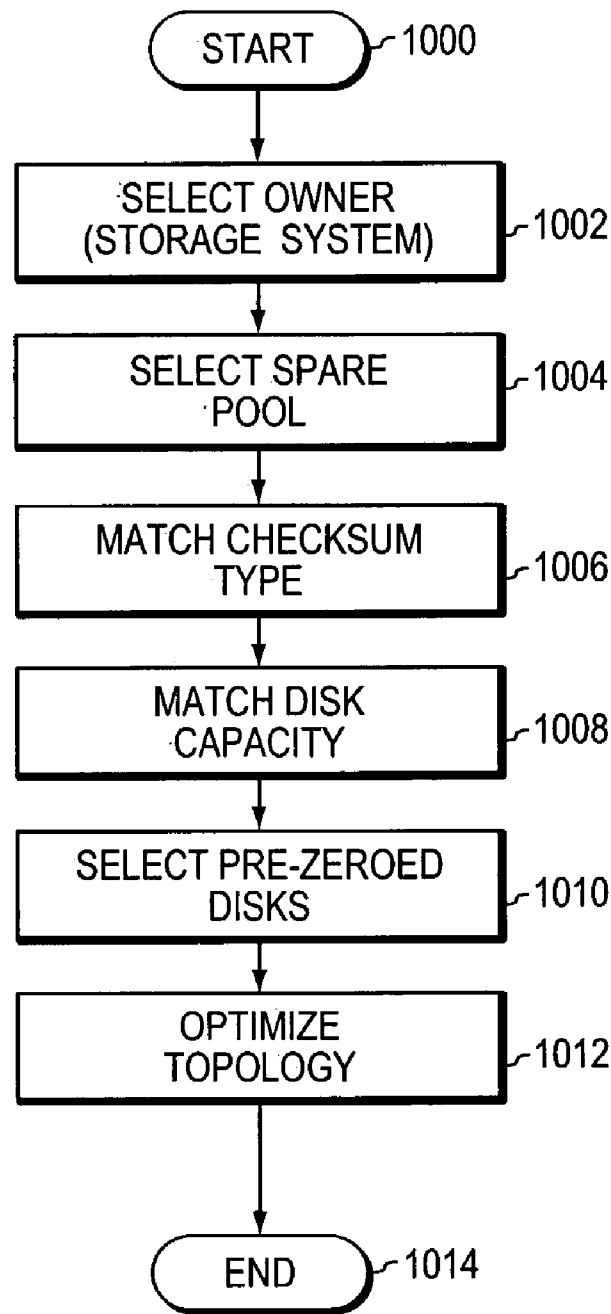 START
1000
SELECT OWNER
(STORAGE SYSTEM)
1002
SELECT SPARE
POOL
1004
MATCH CHECKSUM
TYPE
1006
MATCH DISK
CAPACITY
1008
SELECT PRE-ZEROED
DISKS
1010
OPTIMIZE
TOPOLOGY
1012
END
1014